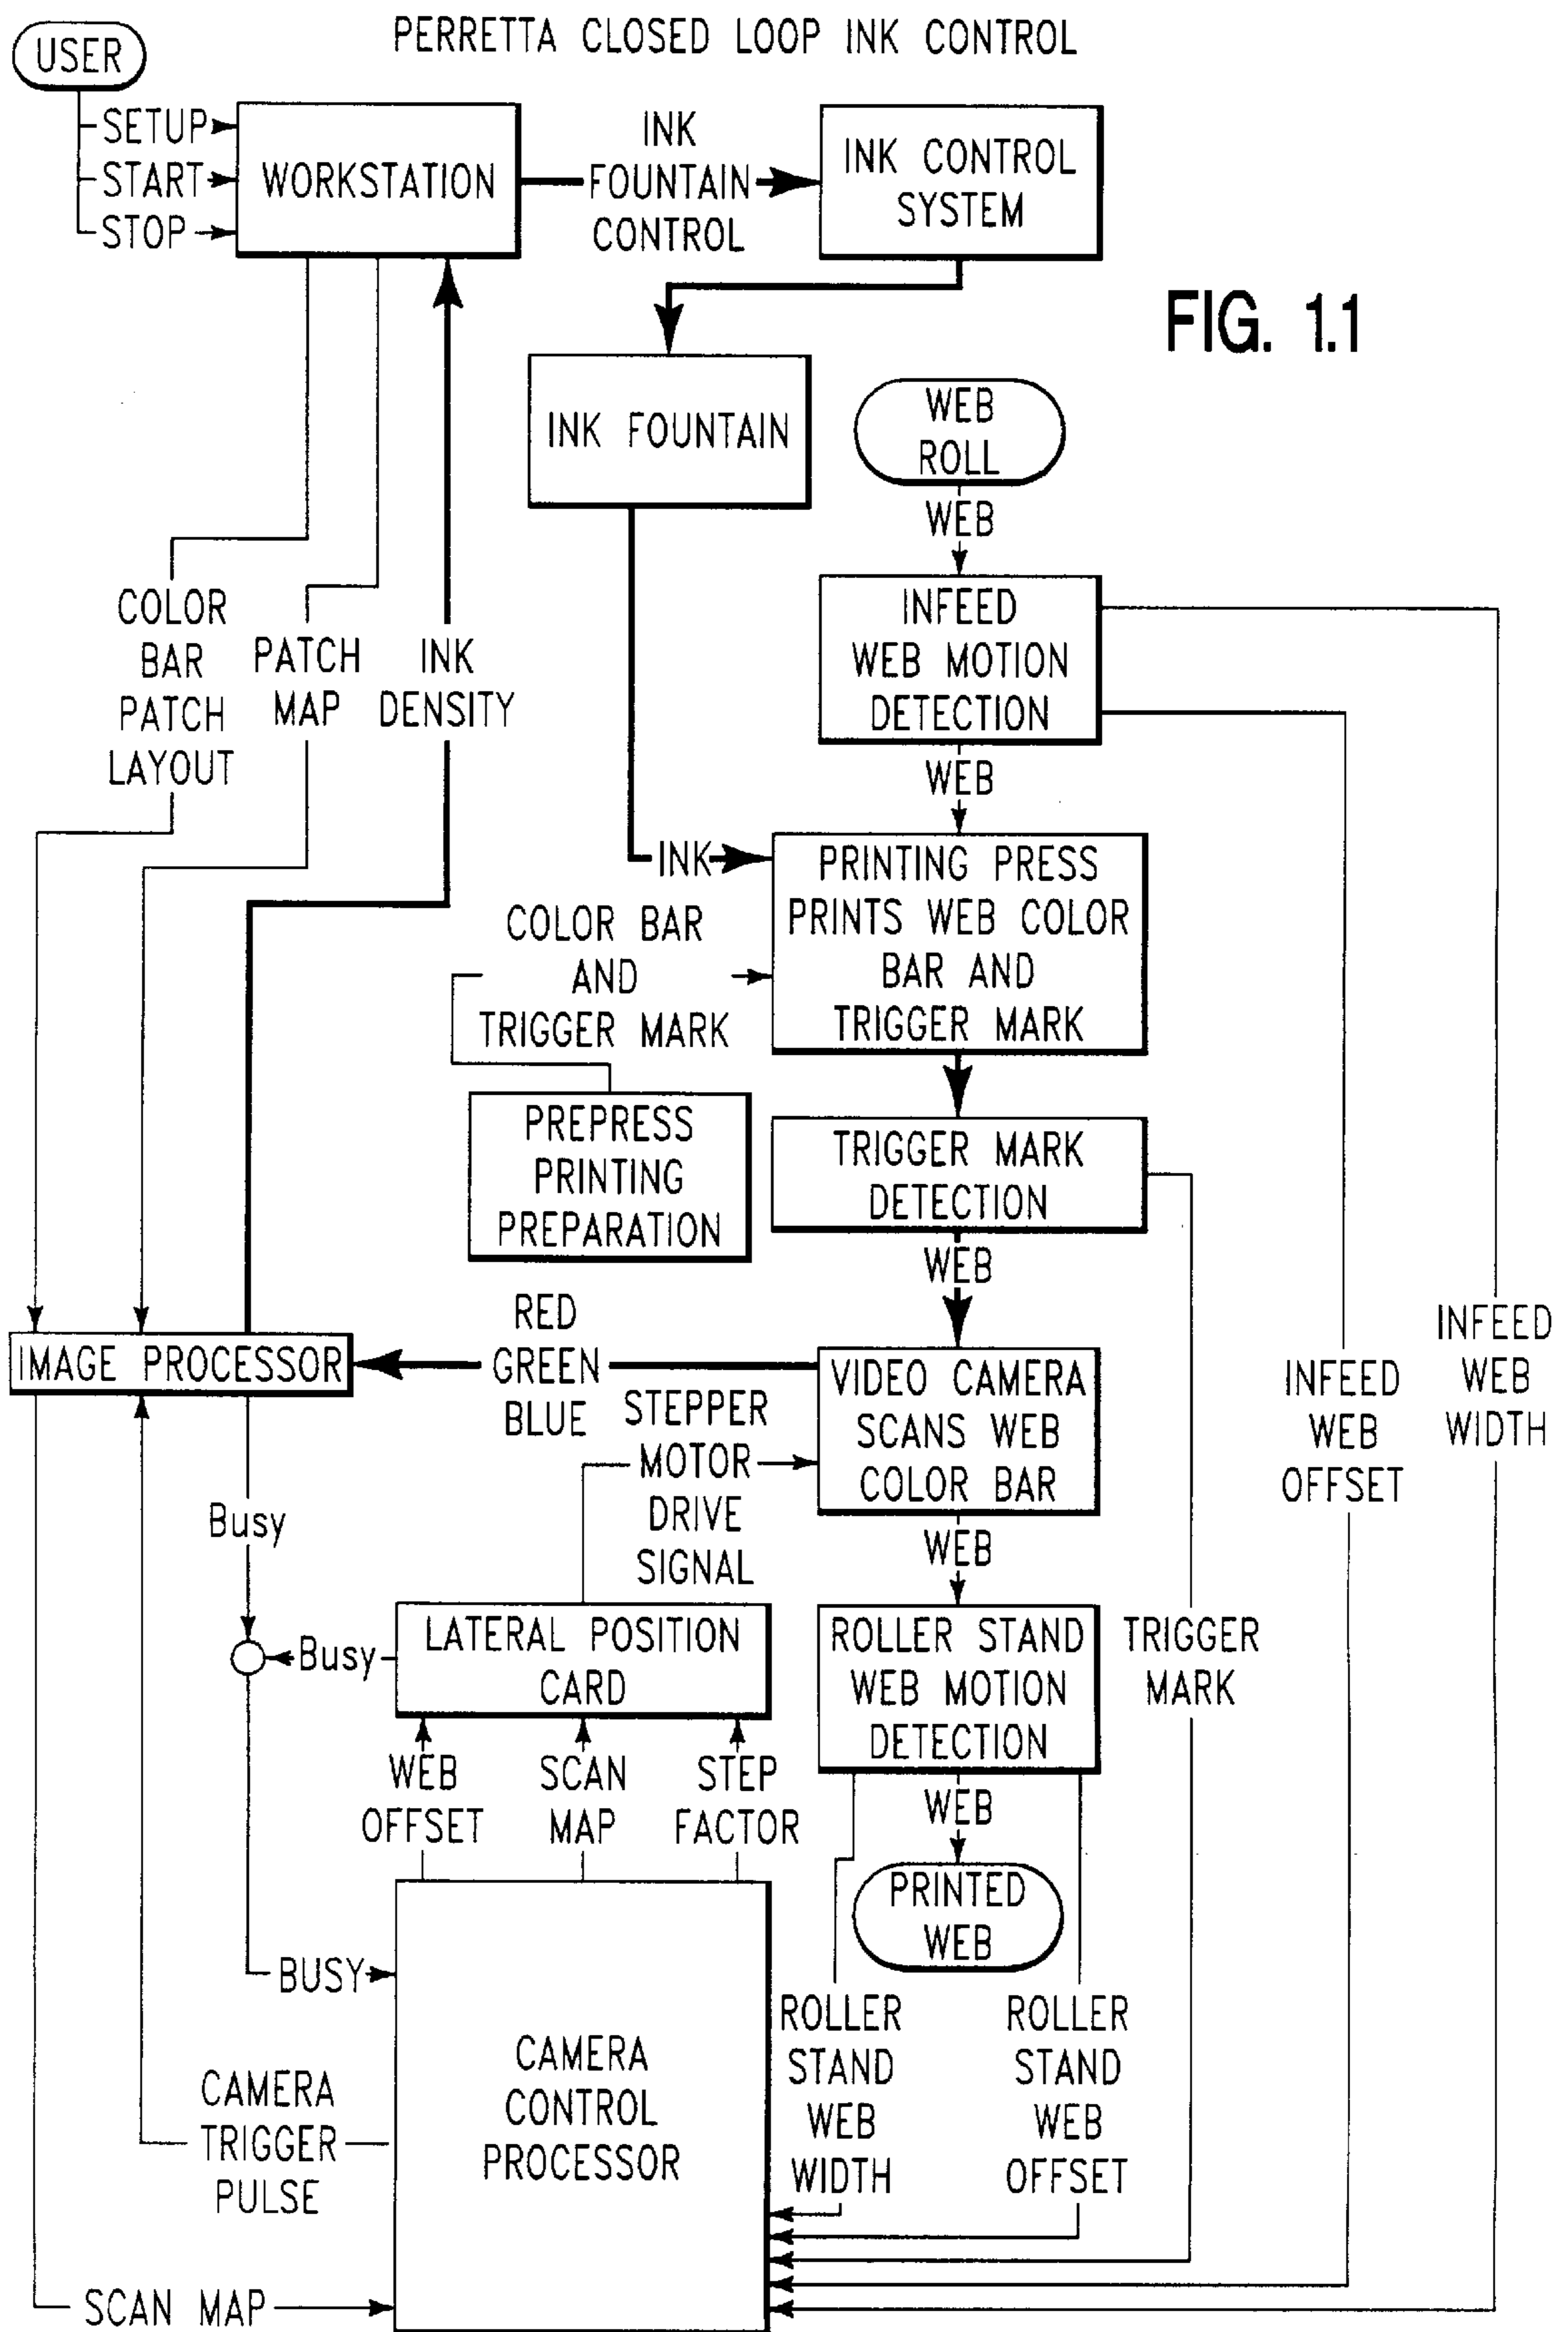 PERRETTA CLOSED LOOP INK CONTROL
USER
SETUP
START
STOP
WORKSTATION
INK
FOUNTAIN
CONTROL
INK CONTROL
SYSTEM
FIG. 1.1
INK FOUNTAIN
WEB
ROLL
WEB
INFEED
WEB MOTION
DETECTION
COLOR
BAR
PATCH
LAYOUT
PATCH
MAP
INK
DENSITY
WEB
INK
PRINTING PRESS
PRINTS WEB COLOR
BAR AND
TRIGGER MARK
COLOR BAR
AND
TRIGGER MARK
PREPRESS
PRINTING
PREPARATION
TRIGGER MARK
DETECTION
WEB
IMAGE PROCESSOR
RED
GREEN
BLUE
VIDEO CAMERA
SCANS WEB
COLOR BAR
STEPPER
MOTOR
DRIVE
SIGNAL
INFEED
WEB
OFFSET
INFEED
WEB
WIDTH
Busy
WEB
Busy
LATERAL POSITION
CARD
ROLLER STAND
WEB MOTION
DETECTION
TRIGGER
MARK
WEB
OFFSET
SCAN
MAP
STEP
FACTOR
WEB
PRINTED
WEB
BUSY
CAMERA
CONTROL
PROCESSOR
ROLLER
STAND
WEB
WIDTH
ROLLER
STAND
WEB
OFFSET
CAMERA
TRIGGER
PULSE
SCAN MAP